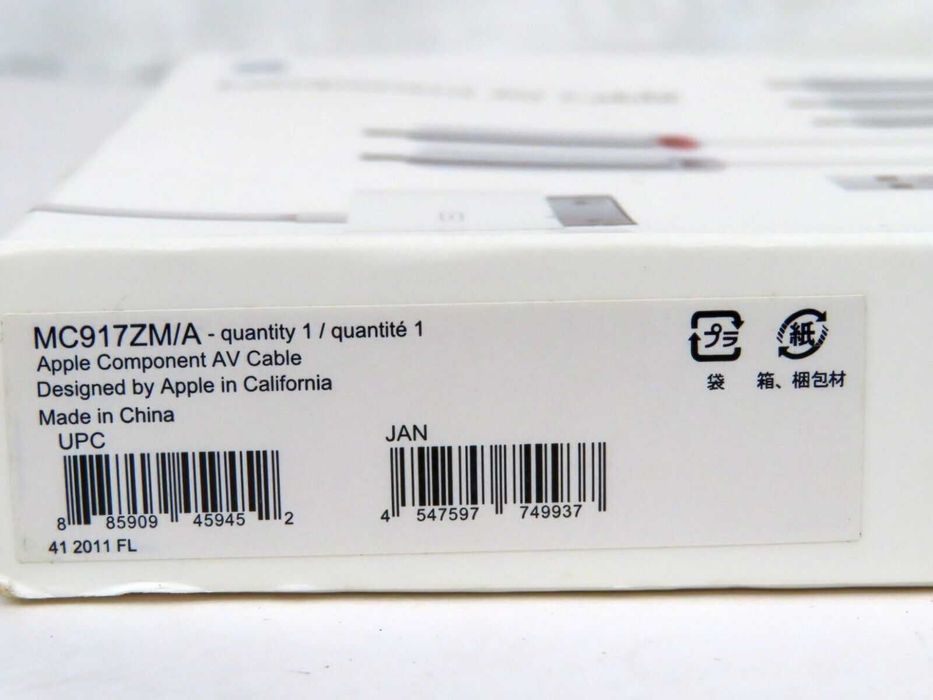 MC917ZM/A - quantity 1 / quantité 1
Apple Component AV Cable
Designed by Apple in California
Made in China
UPC
8 85909 45945 2
41 2011 FL
JAN
4 547597 749937
プラ
袋
紙
箱、梱包材